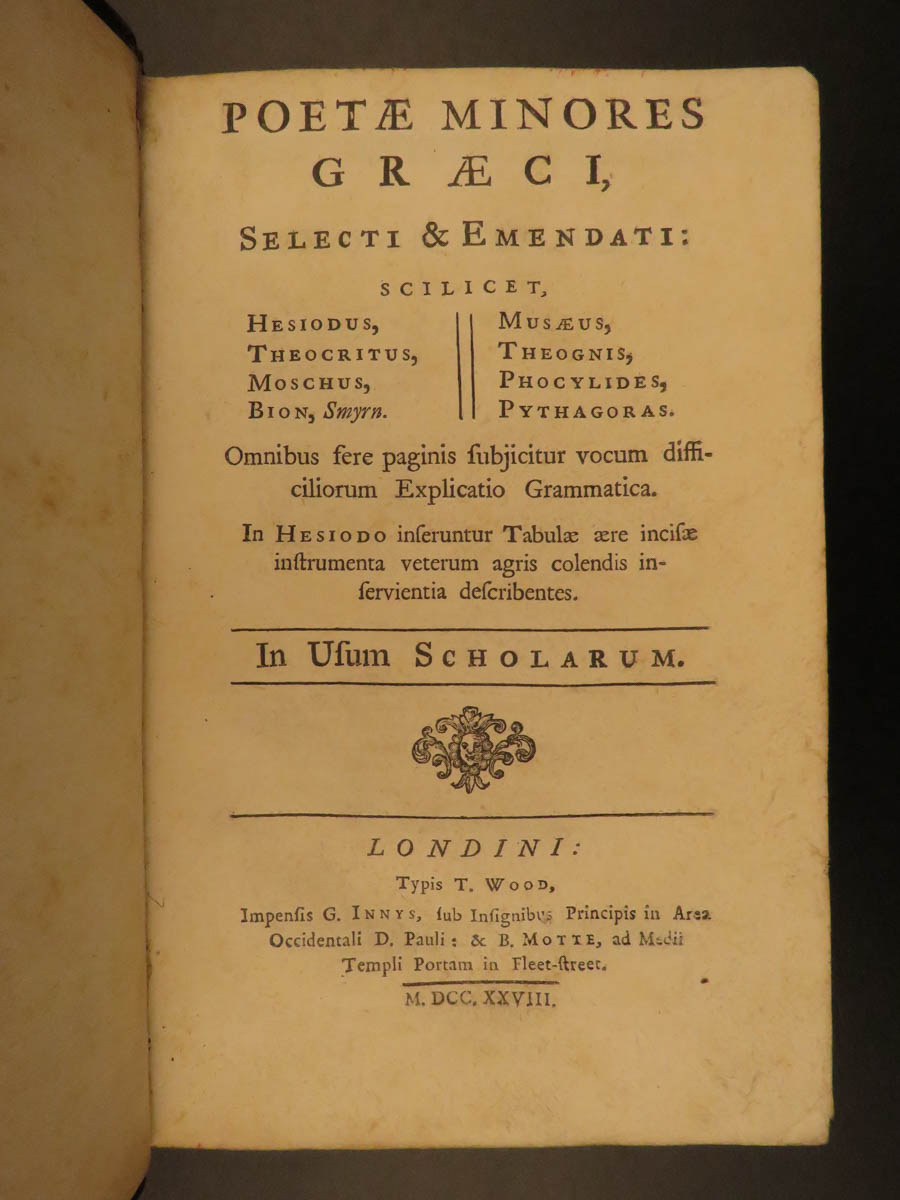 POETÆ MINORES
GRÆCI,
SELECTI & EMENDATI:
SCILICET,
HESIODUS,
THEOCRITUS,
MOSCHUS,
BION, Smyrn.
MUSÆUS,
THEOGNIS,
PHOCYLIDES,
PYTHAGORAS.
Omnibus fere paginis ſubjicitur vocum diffi-
ciliorum Explicatio Grammatica.
In HESIODO inſeruntur Tabulæ ære inciſæ
inſtrumenta veterum agris colendis in-
ſervientia deſcribentes.
In Uſum SCHOLARUM.
LONDINI:
Typis T. WOOD,
Impenſis G. INNYS, ſub Inſignibus Principis in Area
Occidentali D. Pauli: & B. MOTTE, ad Medii
Templi Portam in Fleet-ſtreet.
M. DCC. XXVIII.